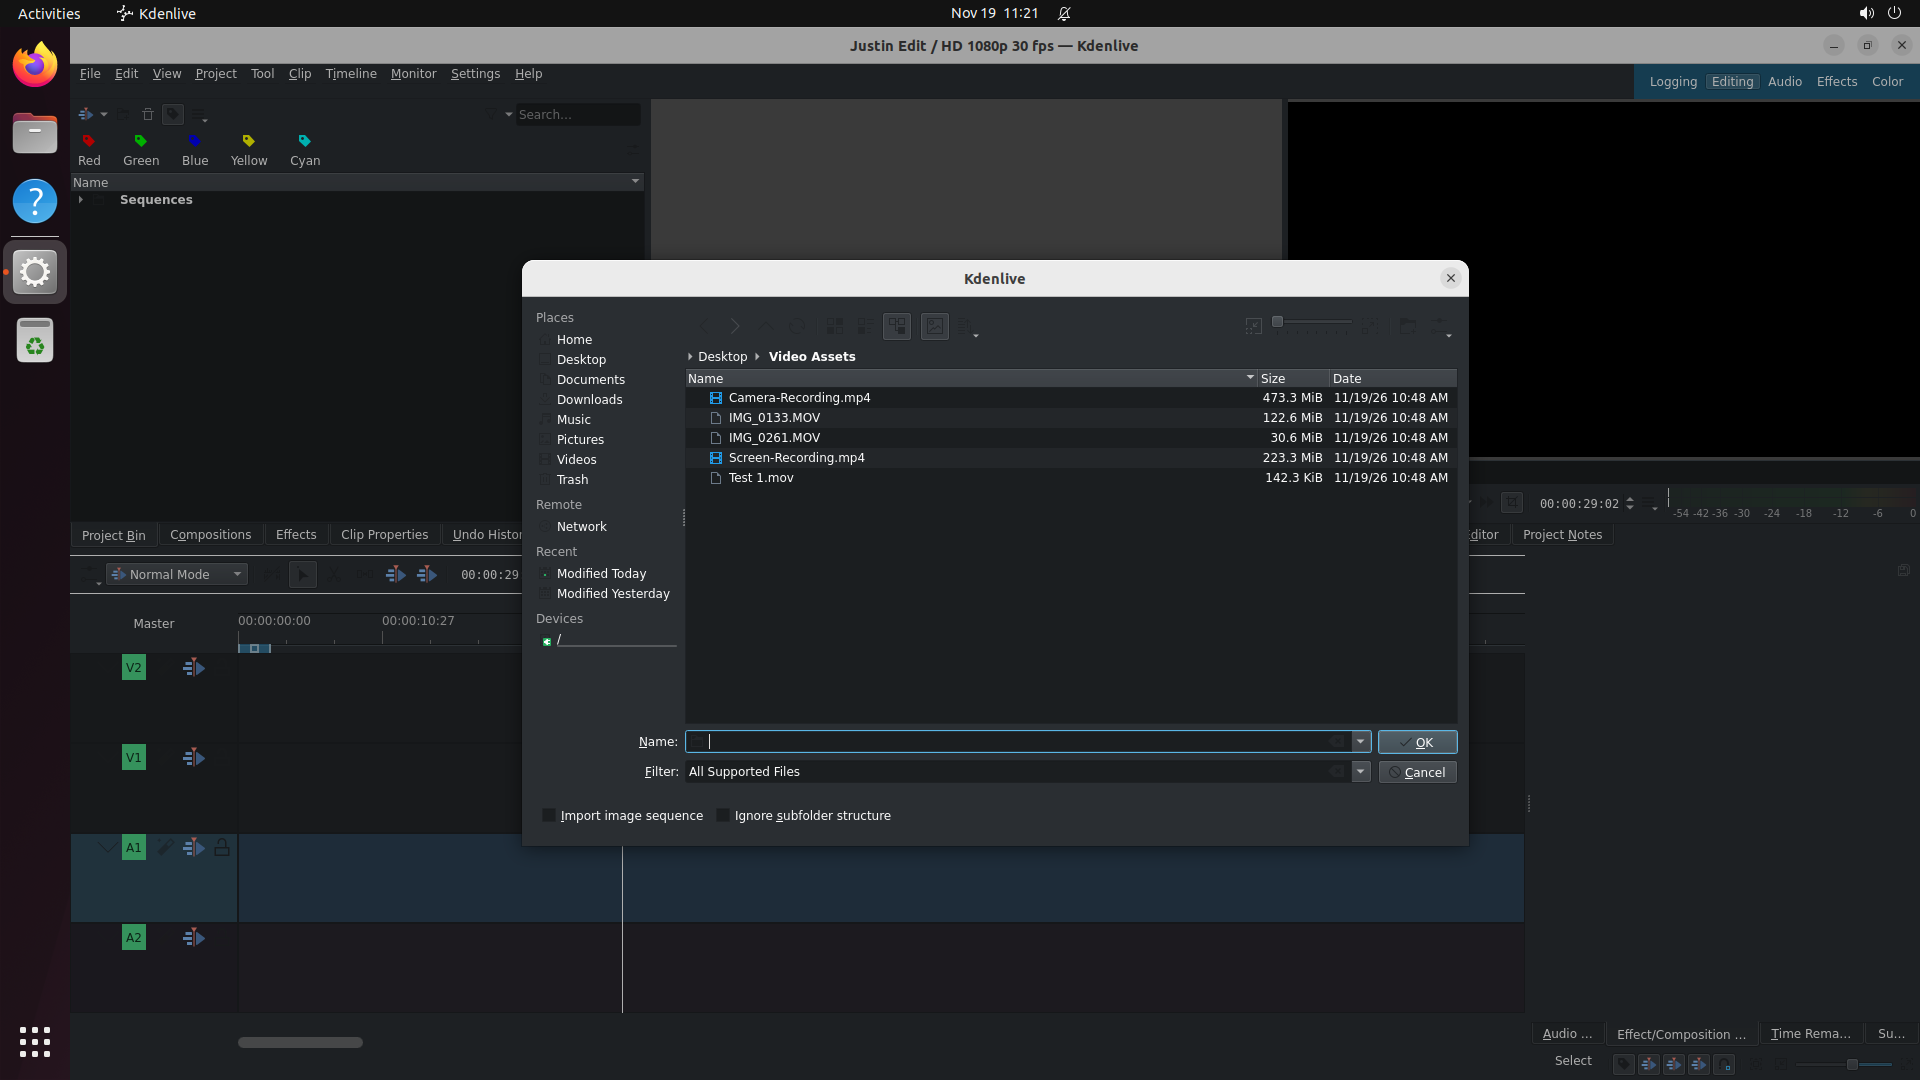 Activities
Kdenlive
Nov 19 11:21
Justin Edit / HD 1080p 30 fps — Kdenlive
File Edit View Project Tool Clip Timeline Monitor Settings Help
Logging Editing Audio Effects Color
Search...
Red Green Blue Yellow Cyan
Name
Sequences
Kdenlive
Places
Home
Desktop
Documents
Downloads
Music
Pictures
Videos
Trash
Remote
Network
Recent
Modified Today
Modified Yesterday
Devices
/
Desktop Video Assets
Name Size Date
Camera-Recording.mp4 473.3 MiB 11/19/26 10:48 AM
IMG_0133.MOV 122.6 MiB 11/19/26 10:48 AM
IMG_0261.MOV 30.6 MiB 11/19/26 10:48 AM
Screen-Recording.mp4 223.3 MiB 11/19/26 10:48 AM
Test 1.mov 142.3 KiB 11/19/26 10:48 AM
Name:
OK
Filter: All Supported Files
Cancel
Import image sequence Ignore subfolder structure
00:00:29:02
-54 -42 -36 -30 -24 -18 -12 -6 0
Project Bin Compositions Effects Clip Properties Undo Histor
ditor Project Notes
Normal Mode
00:00:29
Master
00:00:00:00 00:00:10:27
V2
V1
A1
A2
Audio ... Effect/Composition ... Time Rema... Su...
Select